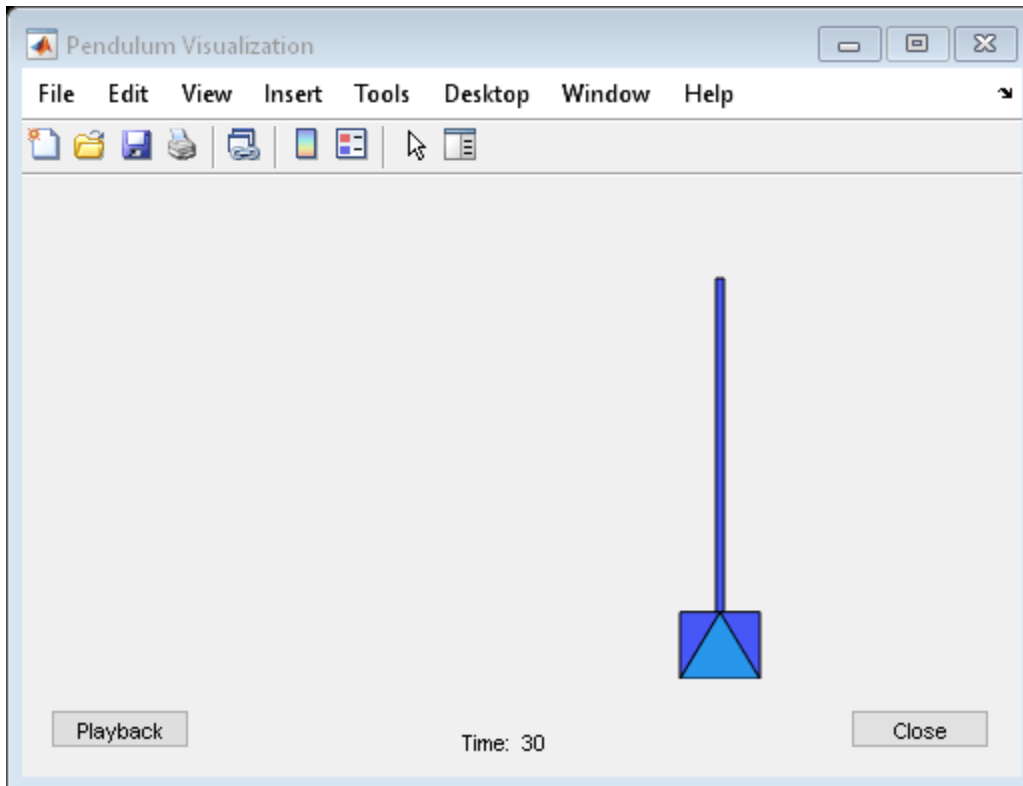 Pendulum Visualization
File Edit View Insert Tools Desktop Window Help
Playback Time: 30 Close